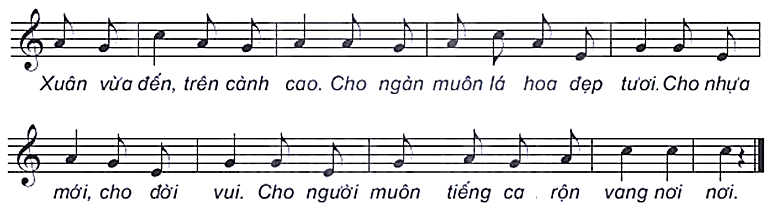 Xuân vừa đến, trên cành cao. Cho ngàn muôn lá hoa đẹp tươi. Cho nhựa
mới, cho đời vui. Cho người muôn tiếng ca rộn vang nơi nơi.